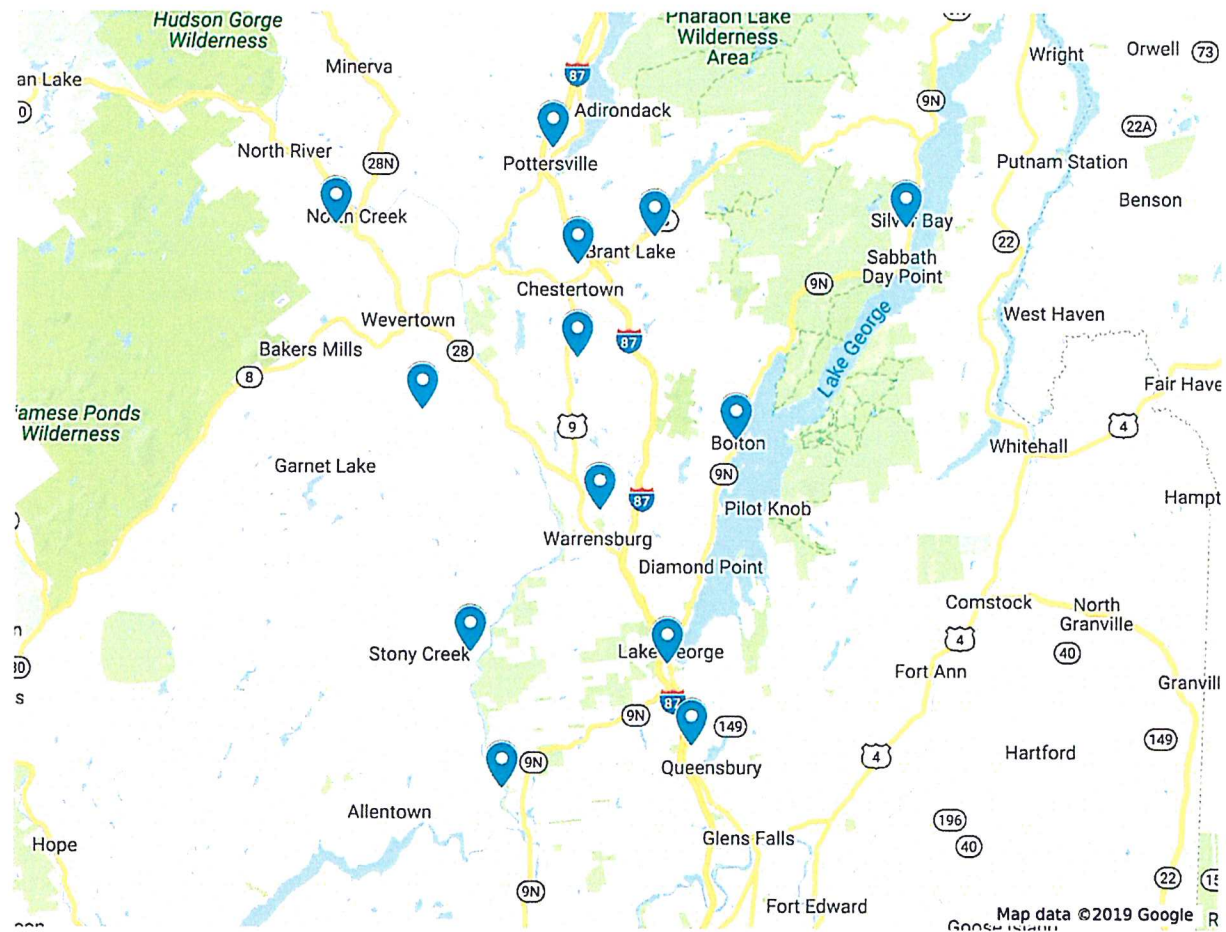 Hudson Gorge
Wilderness
Pharaoh Lake
Wilderness
Area
Wright
Orwell
73
Minerva
87
an Lake
Adirondack
9N
22A
North River
28N
Pottersville
Putnam Station
Benson
North Creek
Silver Bay
Brant Lake
22
Sabbath
Day Point
9N
Chestertown
West Haven
Wevertown
87
Lake George
Bakers Mills
28
8
Fair Have
amese Ponds
Wilderness
9
4
Bolton
Whitehall
Garnet Lake
9N
87
Hampt
Pilot Knob
Warrensburg
Diamond Point
Comstock
North
Granville
4
40
Stony Creek
Lake George
Fort Ann
Granvill
87
9N
149
149
4
Hartford
9N
Queensbury
Allentown
196
40
Hope
Glens Falls
22
9N
Fort Edward
Map data ©2019 Google